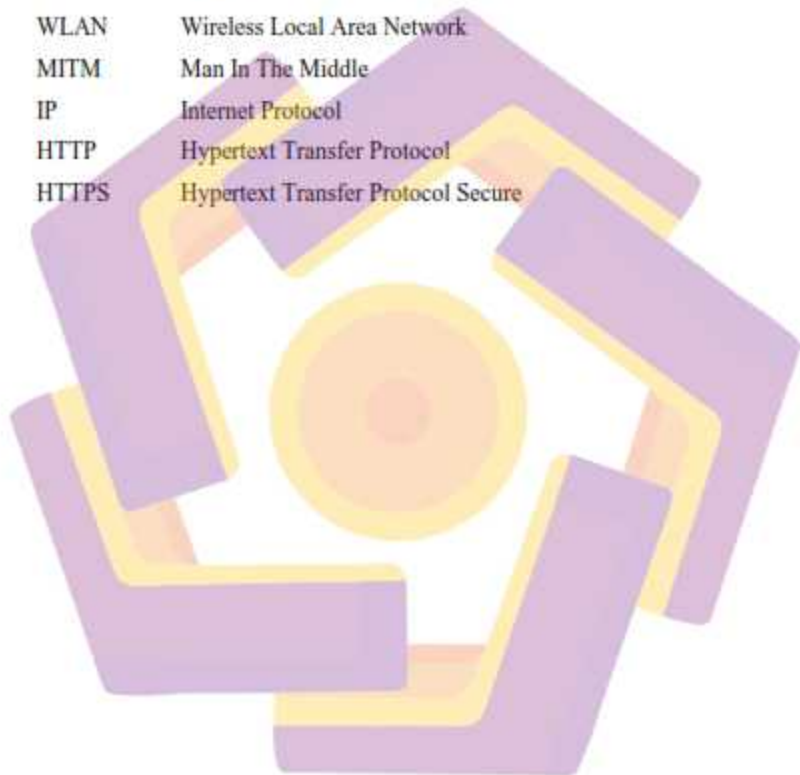 WLAN Wireless Local Area Network
MITM Man In The Middle
IP Internet Protocol
HTTP Hypertext Transfer Protocol
HTTPS Hypertext Transfer Protocol Secure